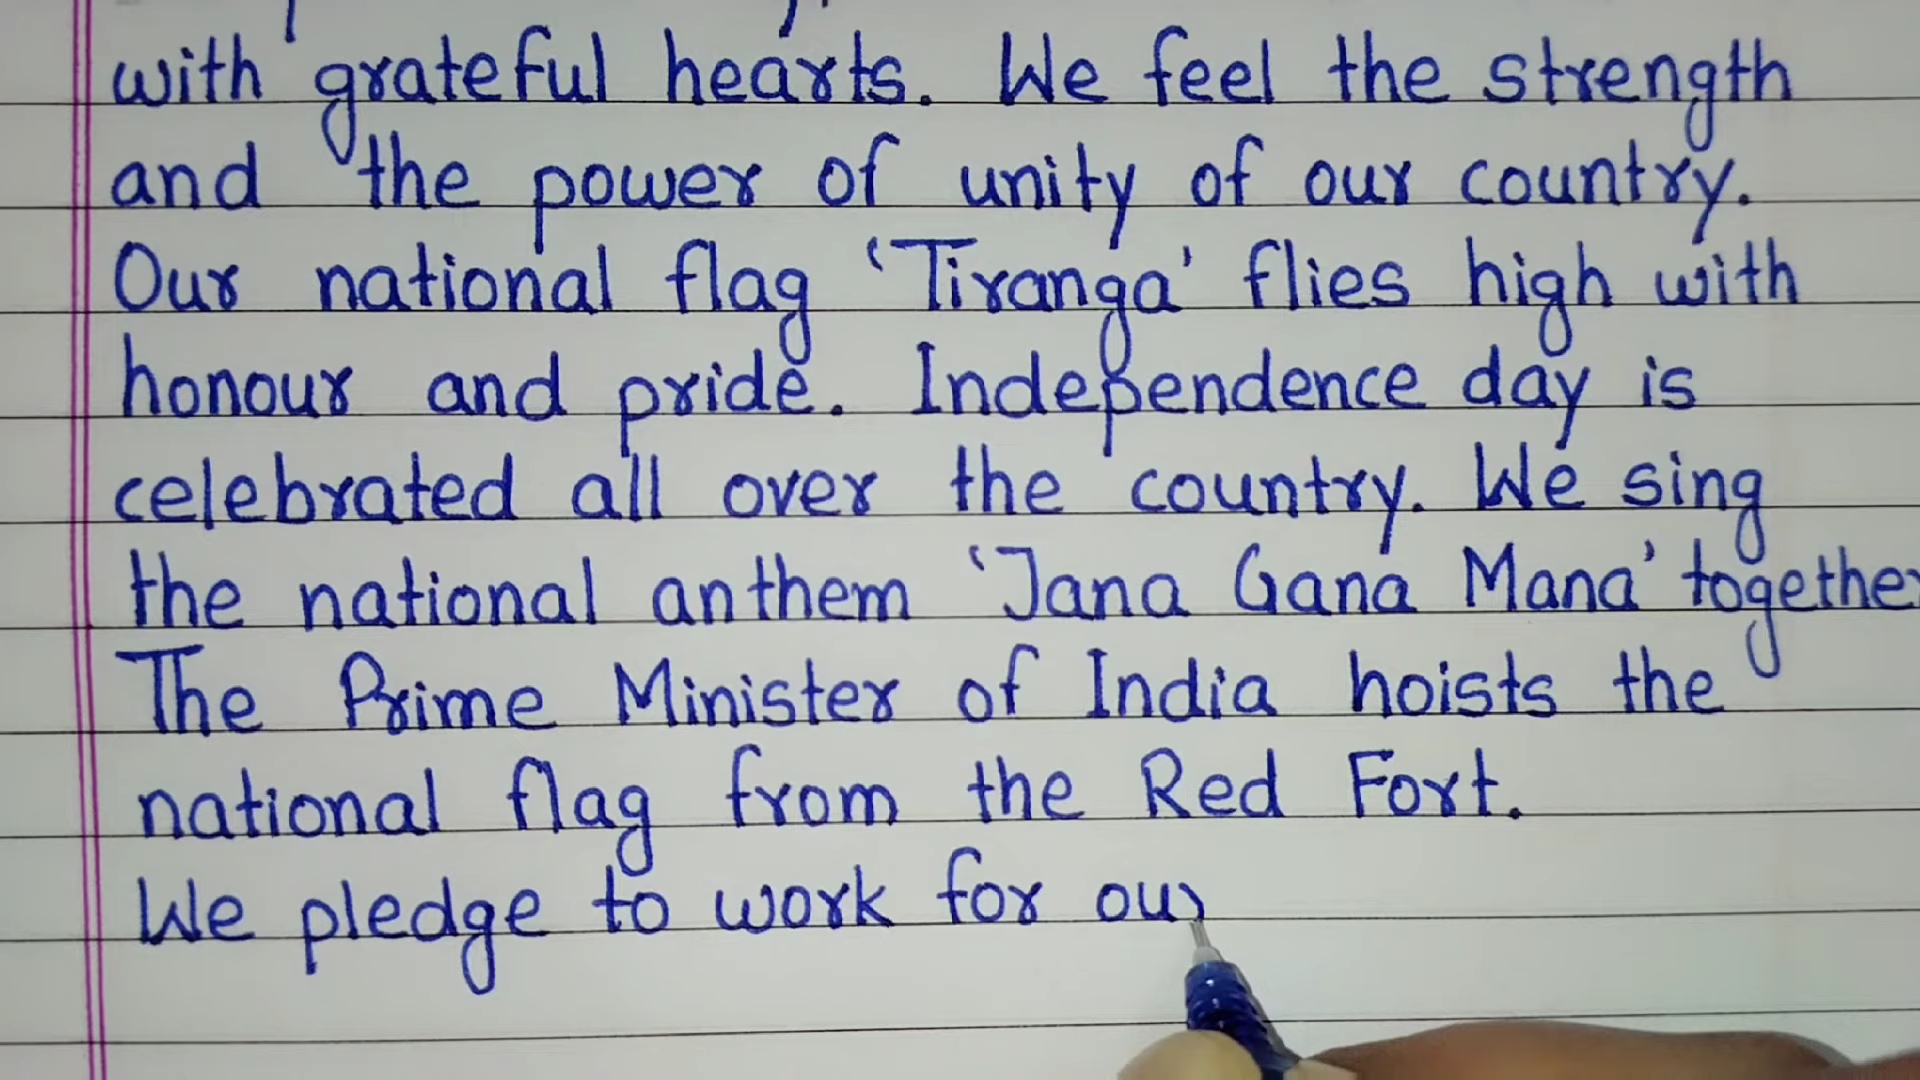 with grateful hearts. We feel the strength
and the power of unity of our country.
Our national flag 'Tiranga' flies high with
honour and pride. Independence day is
celebrated all over the country. We sing
the national anthem 'Jana Gana Mana' together
The Prime Minister of India hoists the
national flag from the Red Fort.
We pledge to work for our